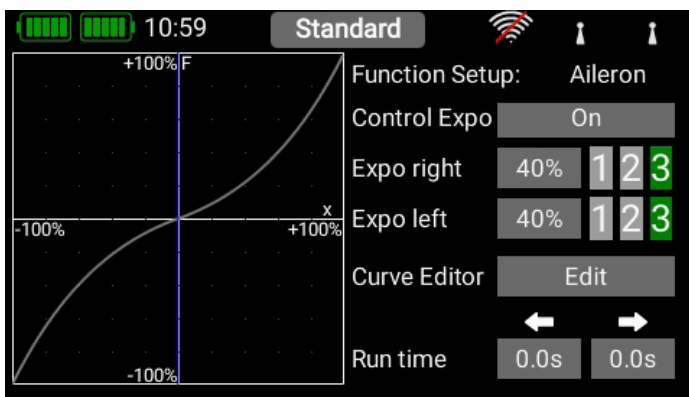 10:59 Standard
+100% F
Function Setup: Aileron
Control Expo On
Expo right 40% 1 2 3
x
-100% +100%
Expo left 40% 1 2 3
Curve Editor Edit
Run time 0.0s 0.0s
-100%